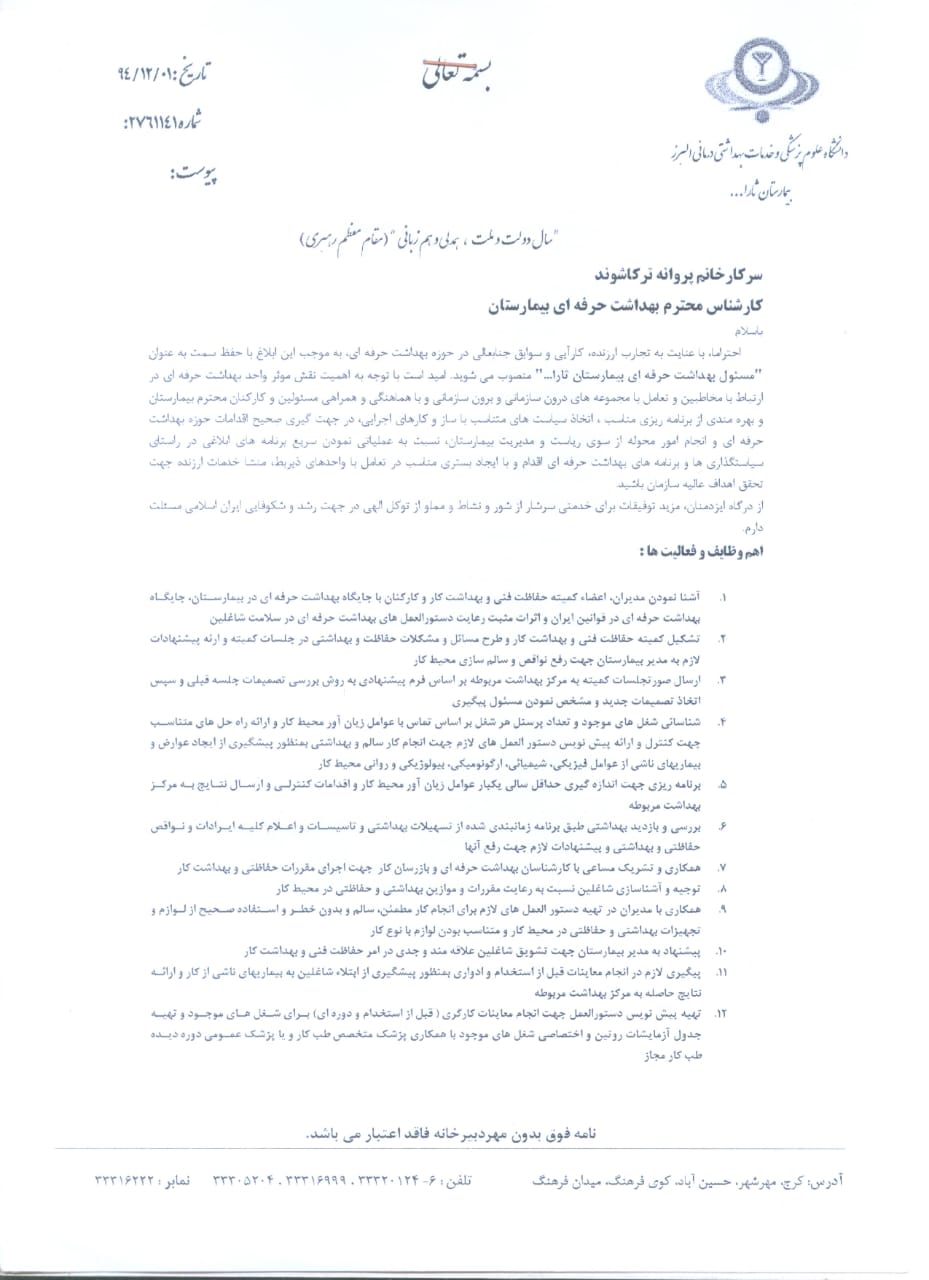 بسمه تعالی
تاریخ: ۹۴/۱۲/۰۱
شماره ۲۷۶۱۱۴۱:
پیوست:
دانشگاه علوم پزشکی و خدمات بهداشتی درمانی البرز
بیمارستان ثارا...
"سال دولت و ملت ، همدلی و هم زبانی" (مقام معظم رهبری)
سرکار خانم پروانه ترکاشوند
کارشناس محترم بهداشت حرفه ای بیمارستان
باسلام
احتراما، با عنایت به تجارب ارزنده، کارآیی و سوابق جنابعالی در حوزه بهداشت حرفه ای، به موجب این ابلاغ با حفظ سمت به عنوان
"مسئول بهداشت حرفه ای بیمارستان ثارا..." منصوب می شوید. امید است با توجه به اهمیت نقش موثر واحد بهداشت حرفه ای در
ارتباط با مخاطبین و تعامل با مجموعه های درون سازمانی و برون سازمانی و با هماهنگی و همراهی مسئولین و کارکنان محترم بیمارستان
و بهره مندی از برنامه ریزی مناسب ، اتخاذ سیاست های متناسب با ساز و کارهای اجرایی، در جهت گیری صحیح اقدامات حوزه بهداشت
حرفه ای و انجام امور محوله از سوی ریاست و مدیریت بیمارستان، نسبت به عملیاتی نمودن سریع برنامه های ابلاغی در راستای
سیاستگذاری ها و برنامه های بهداشت حرفه ای اقدام و با ایجاد بستری مناسب در تعامل با واحدهای ذیربط، منشا خدمات ارزنده جهت
تحقق اهداف عالیه سازمان باشید.
از درگاه ایزدمنان، مزید توفیقات برای خدمتی سرشار از شور و نشاط و مملو از توکل الهی در جهت رشد و شکوفایی ایران اسلامی مسئلت
دارم.
اهم وظایف و فعالیت ها :
۱. آشنا نمودن مدیران، اعضاء کمیته حفاظت فنی و بهداشت کار و کارکنان با جایگاه بهداشت حرفه ای در بیمارستان، جایگاه
بهداشت حرفه ای در قوانین ایران و اثرات مثبت رعایت دستورالعمل های بهداشت حرفه ای در سلامت شاغلین
۲. تشکیل کمیته حفاظت فنی و بهداشت کار و طرح مسائل و مشکلات حفاظت و بهداشتی در جلسات کمیته و ارئه پیشنهادات
لازم به مدیر بیمارستان جهت رفع نواقص و سالم سازی محیط کار
۳. ارسال صورتجلسات کمیته به مرکز بهداشت مربوطه بر اساس فرم پیشنهادی به روش بررسی تصمیمات جلسه قبلی و سپس
اتخاذ تصمیمات جدید و مشخص نمودن مسئول پیگیری
۴. شناسائی شغل های موجود و تعداد پرسنل هر شغل بر اساس تماس با عوامل زیان آور محیط کار و ارائه راه حل های متناسب
جهت کنترل و ارائه پیش نویس دستور العمل های لازم جهت انجام کار سالم و بهداشتی بمنظور پیشگیری از ایجاد عوارض و
بیماریهای ناشی از عوامل فیزیکی، شیمیائی، ارگونومیکی، بیولوژیکی و روانی محیط کار
۵. برنامه ریزی جهت اندازه گیری حداقل سالی یکبار عوامل زیان آور محیط کار و اقدامات کنترلی و ارسال نتایج به مرکز
بهداشت مربوطه
۶. بررسی و بازدید بهداشتی طبق برنامه زمانبندی شده از تسهیلات بهداشتی و تاسیسات و اعلام کلیه ایرادات و نواقص
حفاظتی و بهداشتی و پیشنهادات لازم جهت رفع آنها
۷. همکاری و تشریک مساعی با کارشناسان بهداشت حرفه ای و بازرسان کار جهت اجرای مقررات حفاظتی و بهداشت کار
۸. توجیه و آشناسازی شاغلین نسبت به رعایت مقررات و موازین بهداشتی و حفاظتی در محیط کار
۹. همکاری با مدیران در تهیه دستور العمل های لازم برای انجام کار مطمئن، سالم و بدون خطر و استفاده صحیح از لوازم و
تجهیزات بهداشتی و حفاظتی در محیط کار و متناسب بودن لوازم با نوع کار
۱۰. پیشنهاد به مدیر بیمارستان جهت تشویق شاغلین علاقه مند و جدی در امر حفاظت فنی و بهداشت کار
۱۱. پیگیری لازم در انجام معاینات قبل از استخدام و ادواری بمنظور پیشگیری از ابتلاء شاغلین به بیماریهای ناشی از کار و ارائه
نتایج حاصله به مرکز بهداشت مربوطه
۱۲. تهیه پیش نویس دستورالعمل جهت انجام معاینات کارگری ( قبل از استخدام و دوره ای) برای شغل های موجود و تهیه
جدول آزمایشات روتین و اختصاصی شغل های موجود با همکاری پزشک متخصص طب کار و یا پزشک عمومی دوره دیده
طب کار مجاز
نامه فوق بدون مهردبیرخانه فاقد اعتبار می باشد.
آدرس: کرج، مهرشهر، حسین آباد، کوی فرهنگ، میدان فرهنگ تلفن : ۶- ۳۳۳۲۰۱۲۴ ، ۳۳۳۱۶۹۹۹ ، ۳۳۳۰۵۲۰۴ نمابر : ۳۳۳۱۶۲۲۲